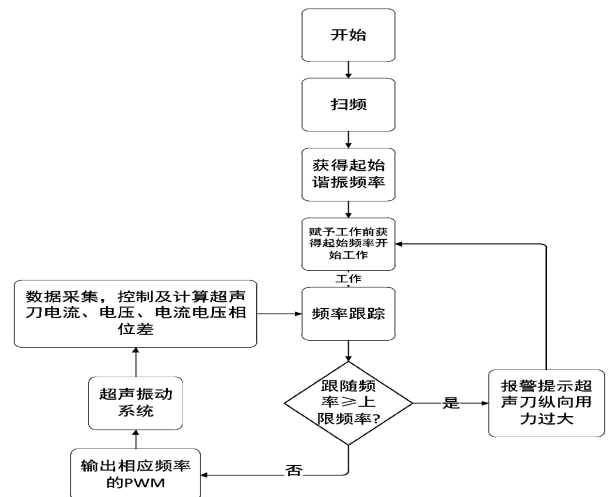 开始
扫频
获得起始
谐振频率
赋予工作前获
得起始频率开
始工作
工作
数据采集，控制及计算超声
刀电流、电压、电流电压相
位差
频率跟踪
超声振动
系统
跟随频
率≥上
限频率?
是
报警提示超
声刀纵向用
力过大
否
输出相应频率
的PWM